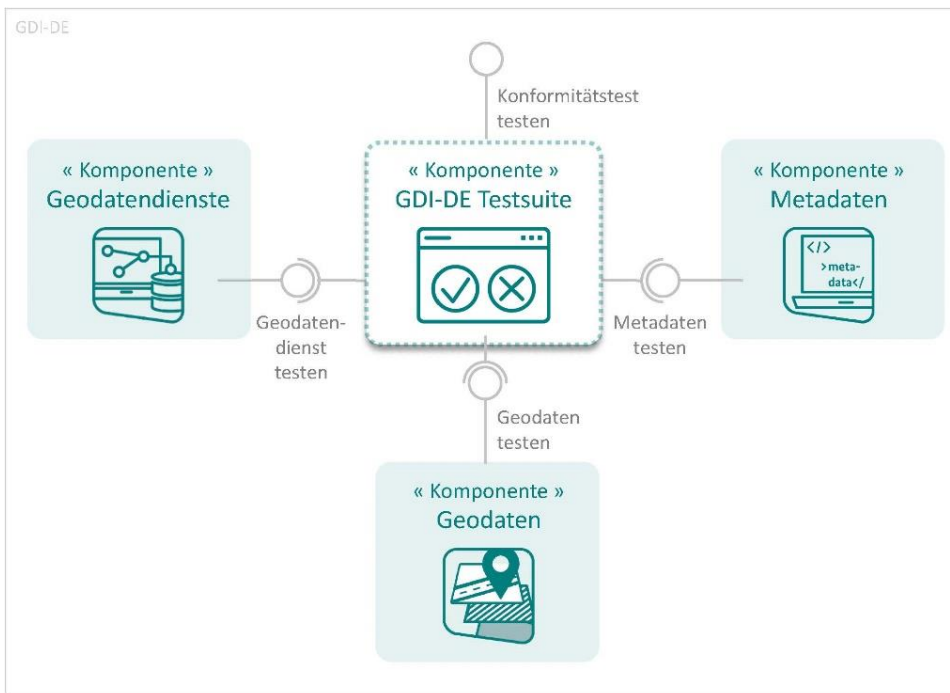 GDI-DE
Konformitätstest
testen
« Komponente »
Geodatendienste
« Komponente »
GDI-DE Testsuite
« Komponente »
Metadaten
</>
>meta-
data</
Geodaten-
dienst
testen
Metadaten
testen
Geodaten
testen
« Komponente »
Geodaten